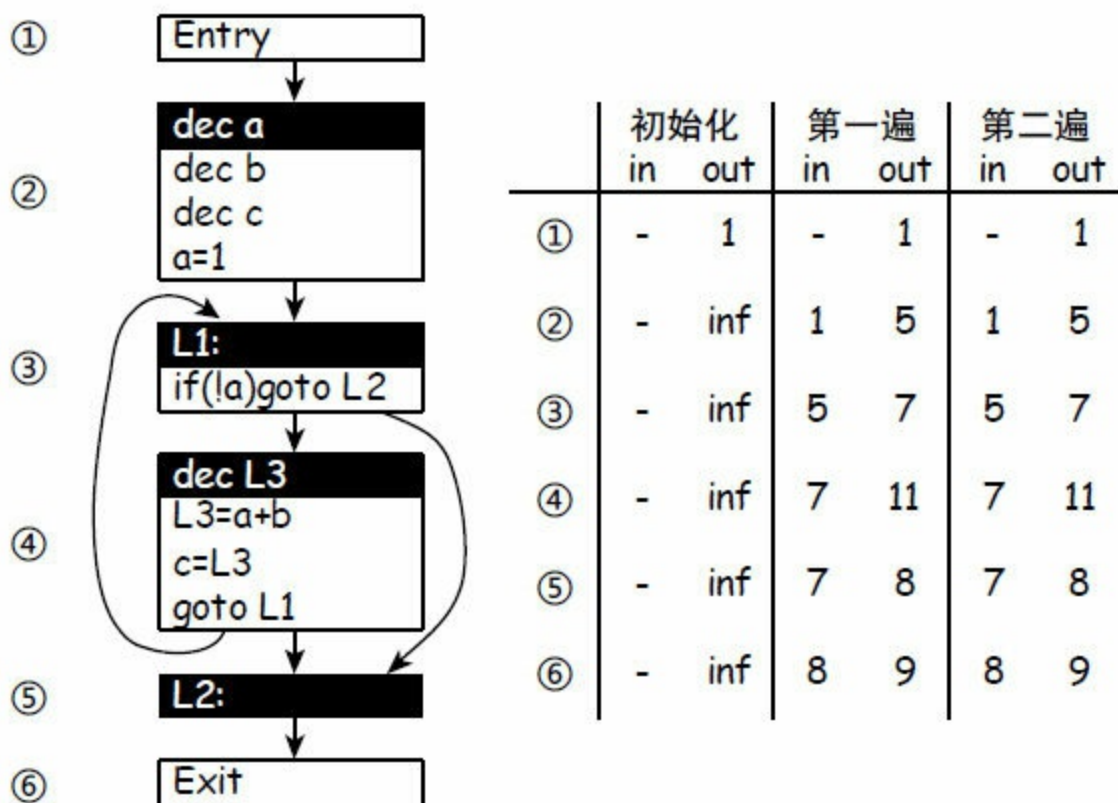 ① Entry
② dec a
dec b
dec c
a=1
③ L1:
if(!a)goto L2
④ dec L3
L3=a+b
c=L3
goto L1
⑤ L2:
⑥ Exit
初始化 第一遍 第二遍
in out in out in out
① - 1 - 1 - 1
② - inf 1 5 1 5
③ - inf 5 7 5 7
④ - inf 7 11 7 11
⑤ - inf 7 8 7 8
⑥ - inf 8 9 8 9